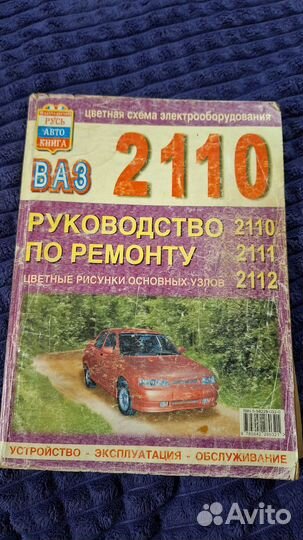 цветная схема электрооборудования
РУСЬ
АВТО
КНИГА
ВАЗ
2110
РУКОВОДСТВО 2110
ПО РЕМОНТУ 2111
ЦВЕТНЫЕ РИСУНКИ ОСНОВНЫХ УЗЛОВ 2112
УСТРОЙСТВО - ЭКСПЛУАТАЦИЯ - ОБСЛУЖИВАНИЕ
Avito